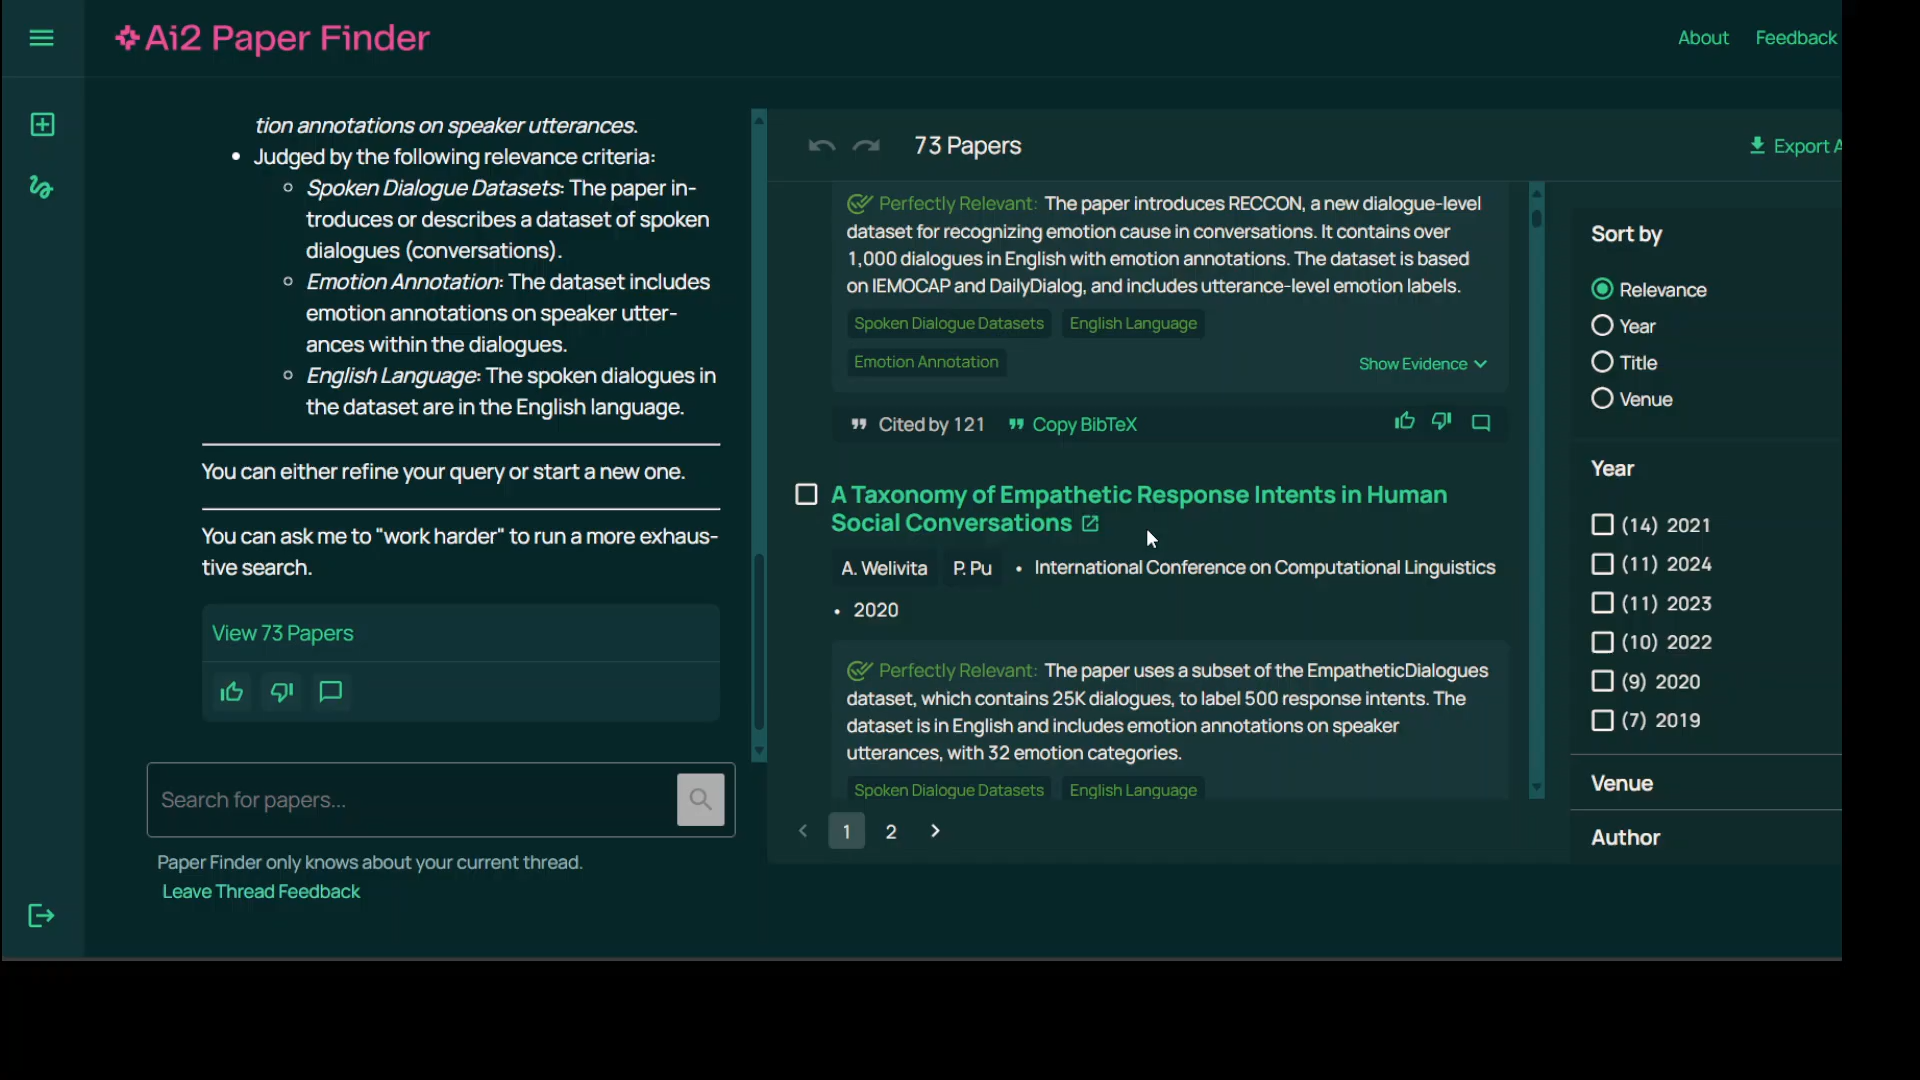 Ai2 Paper Finder
About
Feedback
tion annotations on speaker utterances.
• Judged by the following relevance criteria:
Spoken Dialogue Datasets: The paper in-
troduces or describes a dataset of spoken
dialogues (conversations).
Emotion Annotation: The dataset includes
emotion annotations on speaker utter-
ances within the dialogues.
English Language: The spoken dialogues in
the dataset are in the English language.
You can either refine your query or start a new one.
You can ask me to "work harder" to run a more exhaus-
tive search.
View 73 Papers
Search for papers...
Paper Finder only knows about your current thread.
Leave Thread Feedback
73 Papers
Export A
Perfectly Relevant: The paper introduces RECCON, a new dialogue-level
dataset for recognizing emotion cause in conversations. It contains over
1,000 dialogues in English with emotion annotations. The dataset is based
on IEMOCAP and DailyDialog, and includes utterance-level emotion labels.
Spoken Dialogue Datasets
English Language
Emotion Annotation
Show Evidence
Cited by 121
Copy BibTeX
A Taxonomy of Empathetic Response Intents in Human
Social Conversations
A. Welivita P. Pu • International Conference on Computational Linguistics
• 2020
Perfectly Relevant: The paper uses a subset of the EmpatheticDialogues
dataset, which contains 25K dialogues, to label 500 response intents. The
dataset is in English and includes emotion annotations on speaker
utterances, with 32 emotion categories.
Spoken Dialogue Datasets
English Language
1 2
Sort by
Relevance
Year
Title
Venue
Year
(14) 2021
(11) 2024
(11) 2023
(10) 2022
(9) 2020
(7) 2019
Venue
Author